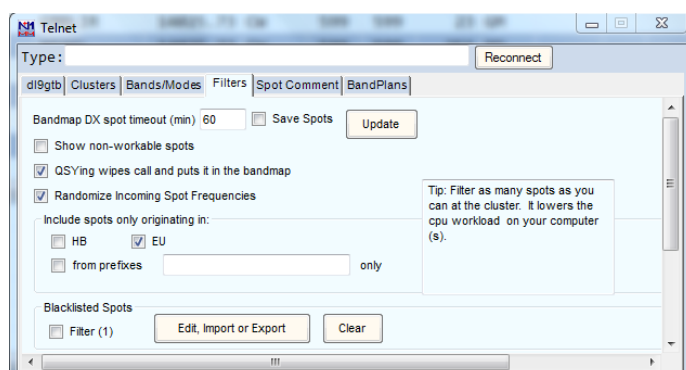 Telnet
Type:
Reconnect
dl9gtb Clusters Bands/Modes Filters Spot Comment BandPlans
Bandmap DX spot timeout (min) 60 Save Spots Update
Show non-workable spots
QSYing wipes call and puts it in the bandmap
Randomize Incoming Spot Frequencies
Tip: Filter as many spots as you
can at the cluster. It lowers the
cpu workload on your computer
(s).
Include spots only originating in:
HB EU
from prefixes only
Blacklisted Spots
Filter (1) Edit, Import or Export Clear